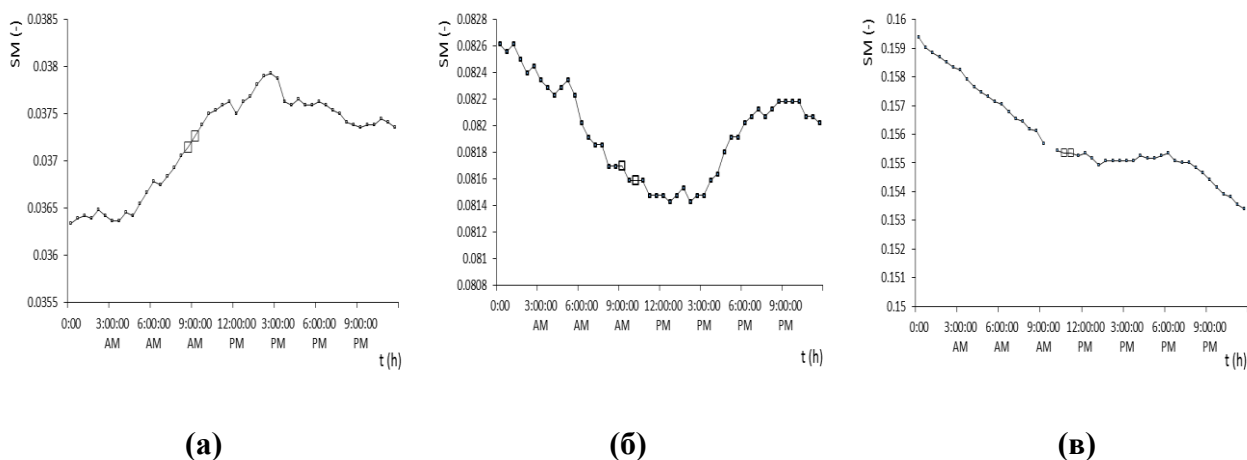 SM (-)
0.0385
0.038
0.0375
0.037
0.0365
0.036
0.0355
0:00 3:00:00 6:00:00 9:00:00 12:00:00 3:00:00 6:00:00 9:00:00
AM AM AM PM PM PM PM
t (h)
(а)
SM (-)
0.0828
0.0826
0.0824
0.0822
0.082
0.0818
0.0816
0.0814
0.0812
0.081
0.0808
0:00 3:00:00 6:00:00 9:00:00 12:00:00 3:00:00 6:00:00 9:00:00
AM AM AM PM PM PM PM
t (h)
(б)
SM (-)
0.16
0.159
0.158
0.157
0.156
0.155
0.154
0.153
0.152
0.151
0.15
0:00 3:00:00 6:00:00 9:00:00 12:00:00 3:00:00 6:00:00 9:00:00
AM AM AM PM PM PM PM
t (h)
(в)